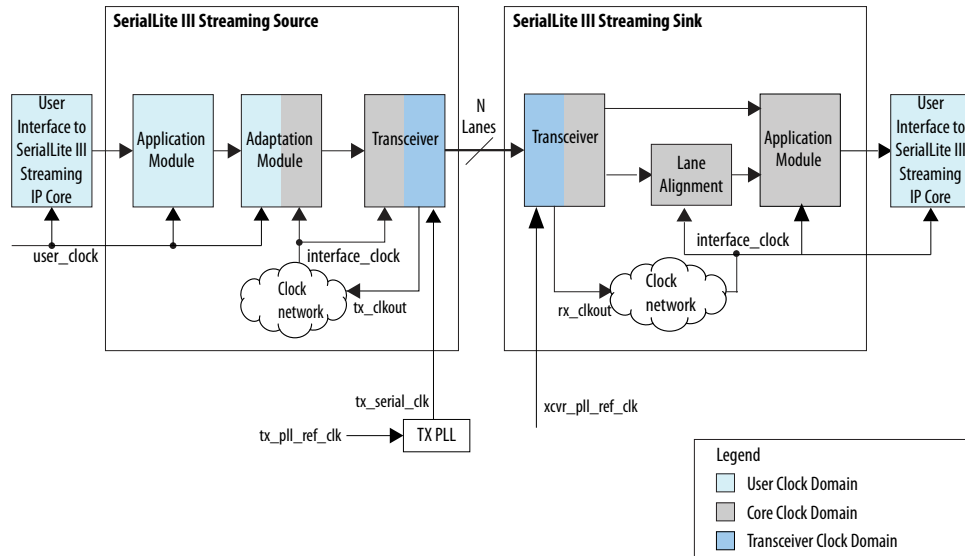 SerialLite III Streaming Source
SerialLite III Streaming Sink
User
Interface to
SerialLite III
Streaming
IP Core
Application
Module
Adaptation
Module
Transceiver
N
Lanes
Transceiver
Lane
Alignment
Application
Module
User
Interface to
SerialLite III
Streaming
IP Core
user_clock
interface_clock
Clock
network
tx_clkout
interface_clock
rx_clkout
Clock
network
tx_serial_clk
xcvr_pll_ref_clk
tx_pll_ref_clk
TX PLL
Legend
User Clock Domain
Core Clock Domain
Transceiver Clock Domain